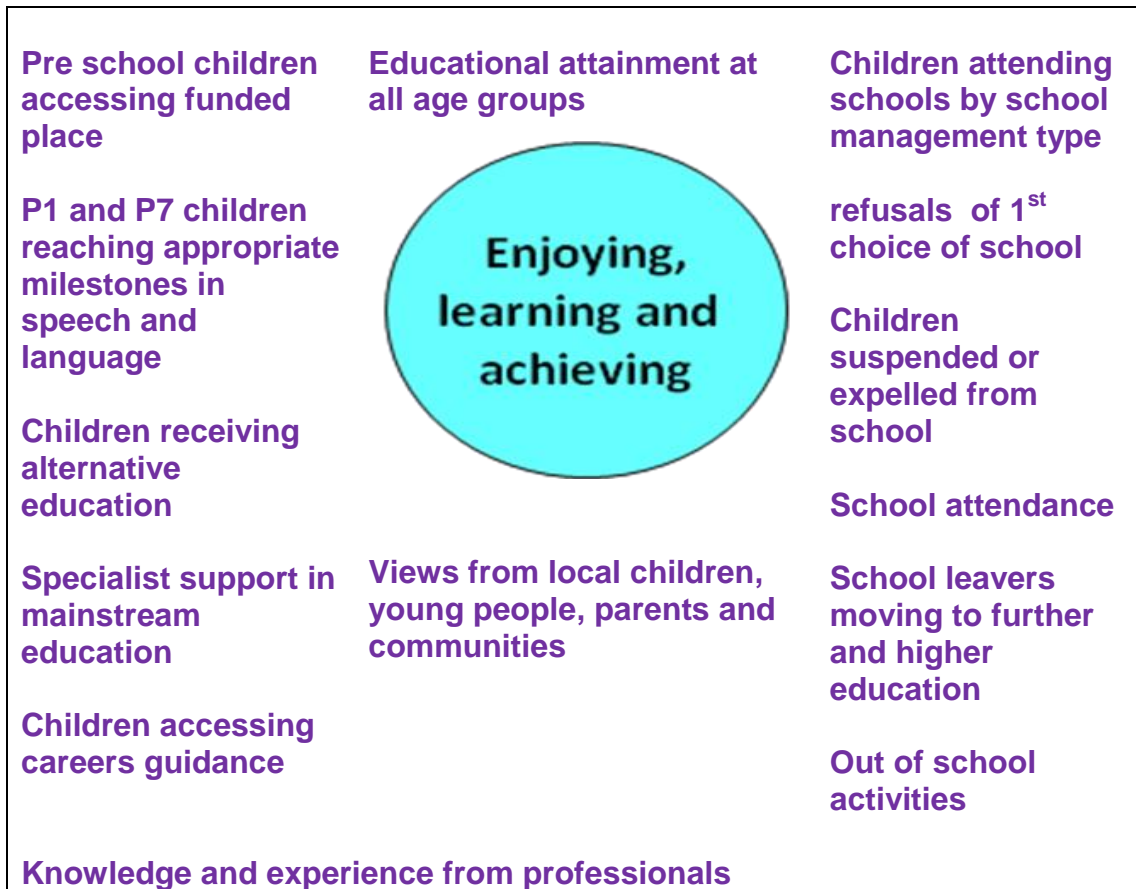 Pre school children
accessing funded
place
P1 and P7 children
reaching appropriate
milestones in
speech and
language
Children receiving
alternative
education
Specialist support in
mainstream
education
Children accessing
careers guidance
Educational attainment at
all age groups
Enjoying,
learning and
achieving
Views from local children,
young people, parents and
communities
Children attending
schools by school
management type
refusals of 1st
choice of school
Children
suspended or
expelled from
school
School attendance
School leavers
moving to further
and higher
education
Out of school
activities
Knowledge and experience from professionals